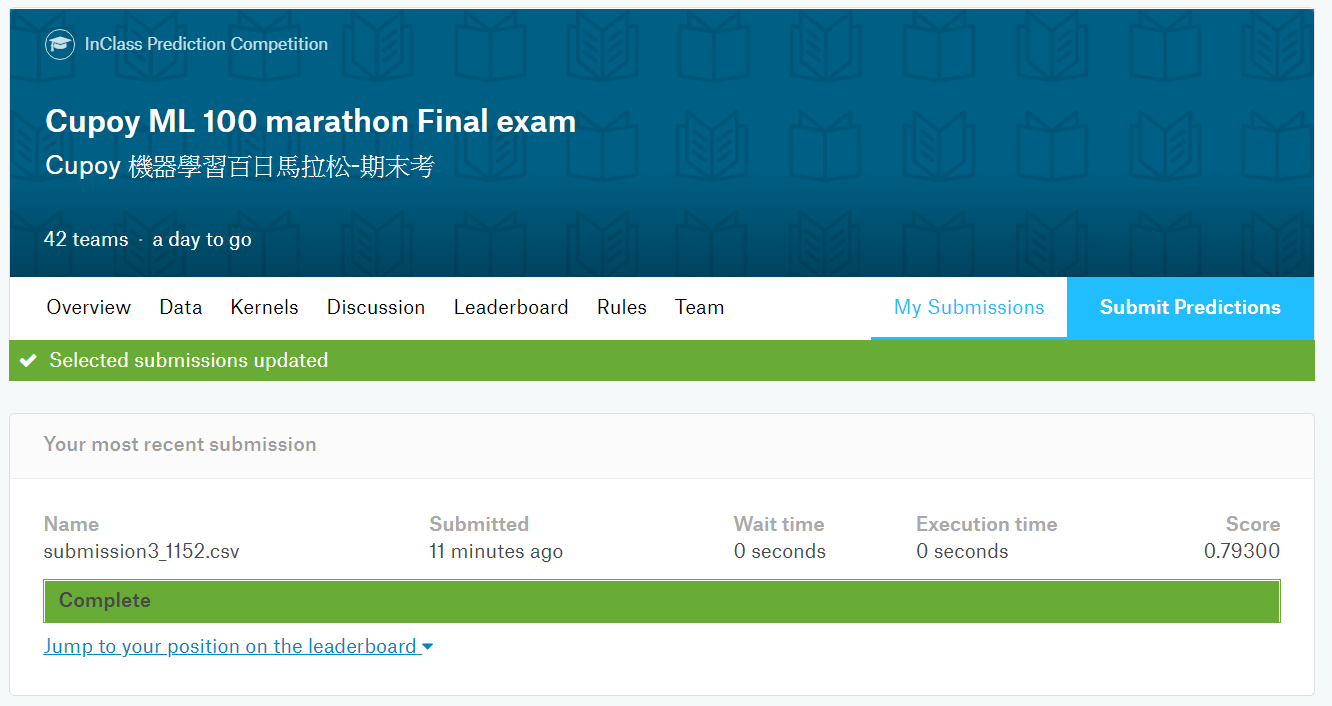 InClass Prediction Competition
Cupoy ML 100 marathon Final exam
Cupoy 機器學習百日馬拉松-期末考
42 teams · a day to go
Overview Data Kernels Discussion Leaderboard Rules Team My Submissions Submit Predictions
Selected submissions updated
Your most recent submission
Name Submitted Wait time Execution time Score
submission3_1152.csv 11 minutes ago 0 seconds 0 seconds 0.79300
Complete
Jump to your position on the leaderboard